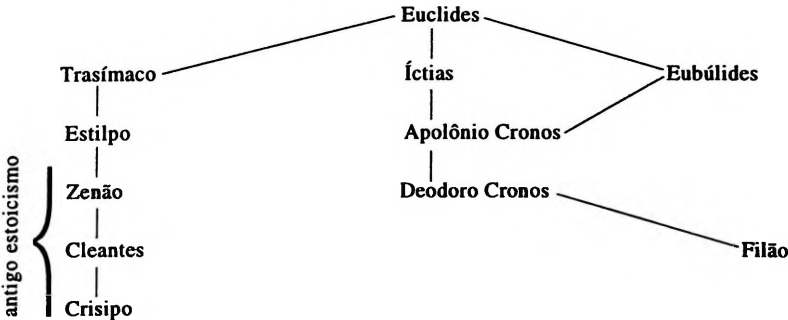 Euclides
Trasímaco Íctias Eubúlides
Estilpo Apolônio Cronos
Zenão Deodoro Cronos
Cleantes Filão
Crisipo
antigo estoicismo